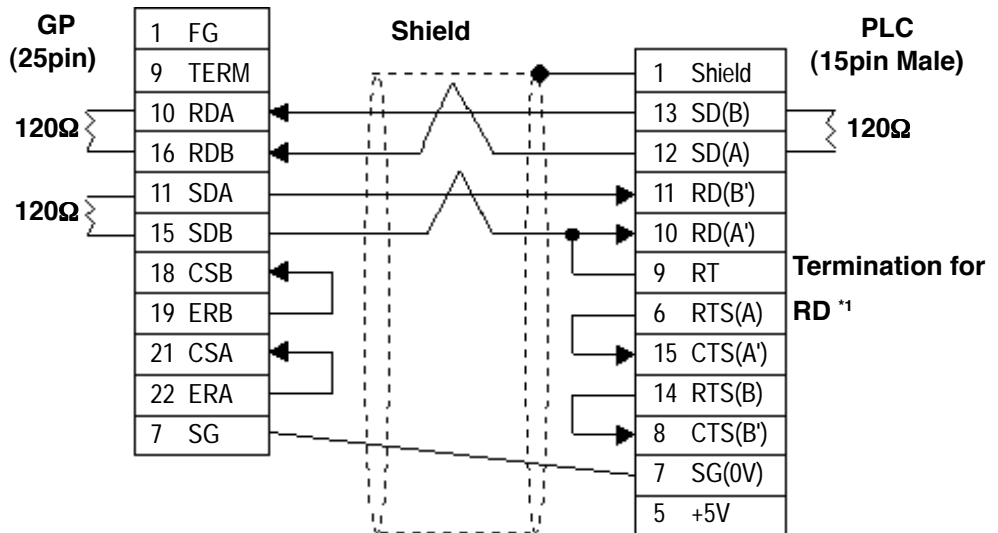 GP
(25pin)
Shield
PLC
(15pin Male)
1 FG
9 TERM
10 RDA
16 RDB
11 SDA
15 SDB
18 CSB
19 ERB
21 CSA
22 ERA
7 SG
120Ω
120Ω
1 Shield
13 SD(B)
12 SD(A)
11 RD(B')
10 RD(A')
9 RT
6 RTS(A)
15 CTS(A')
14 RTS(B)
8 CTS(B')
7 SG(0V)
5 +5V
120Ω
Termination for
RD *1